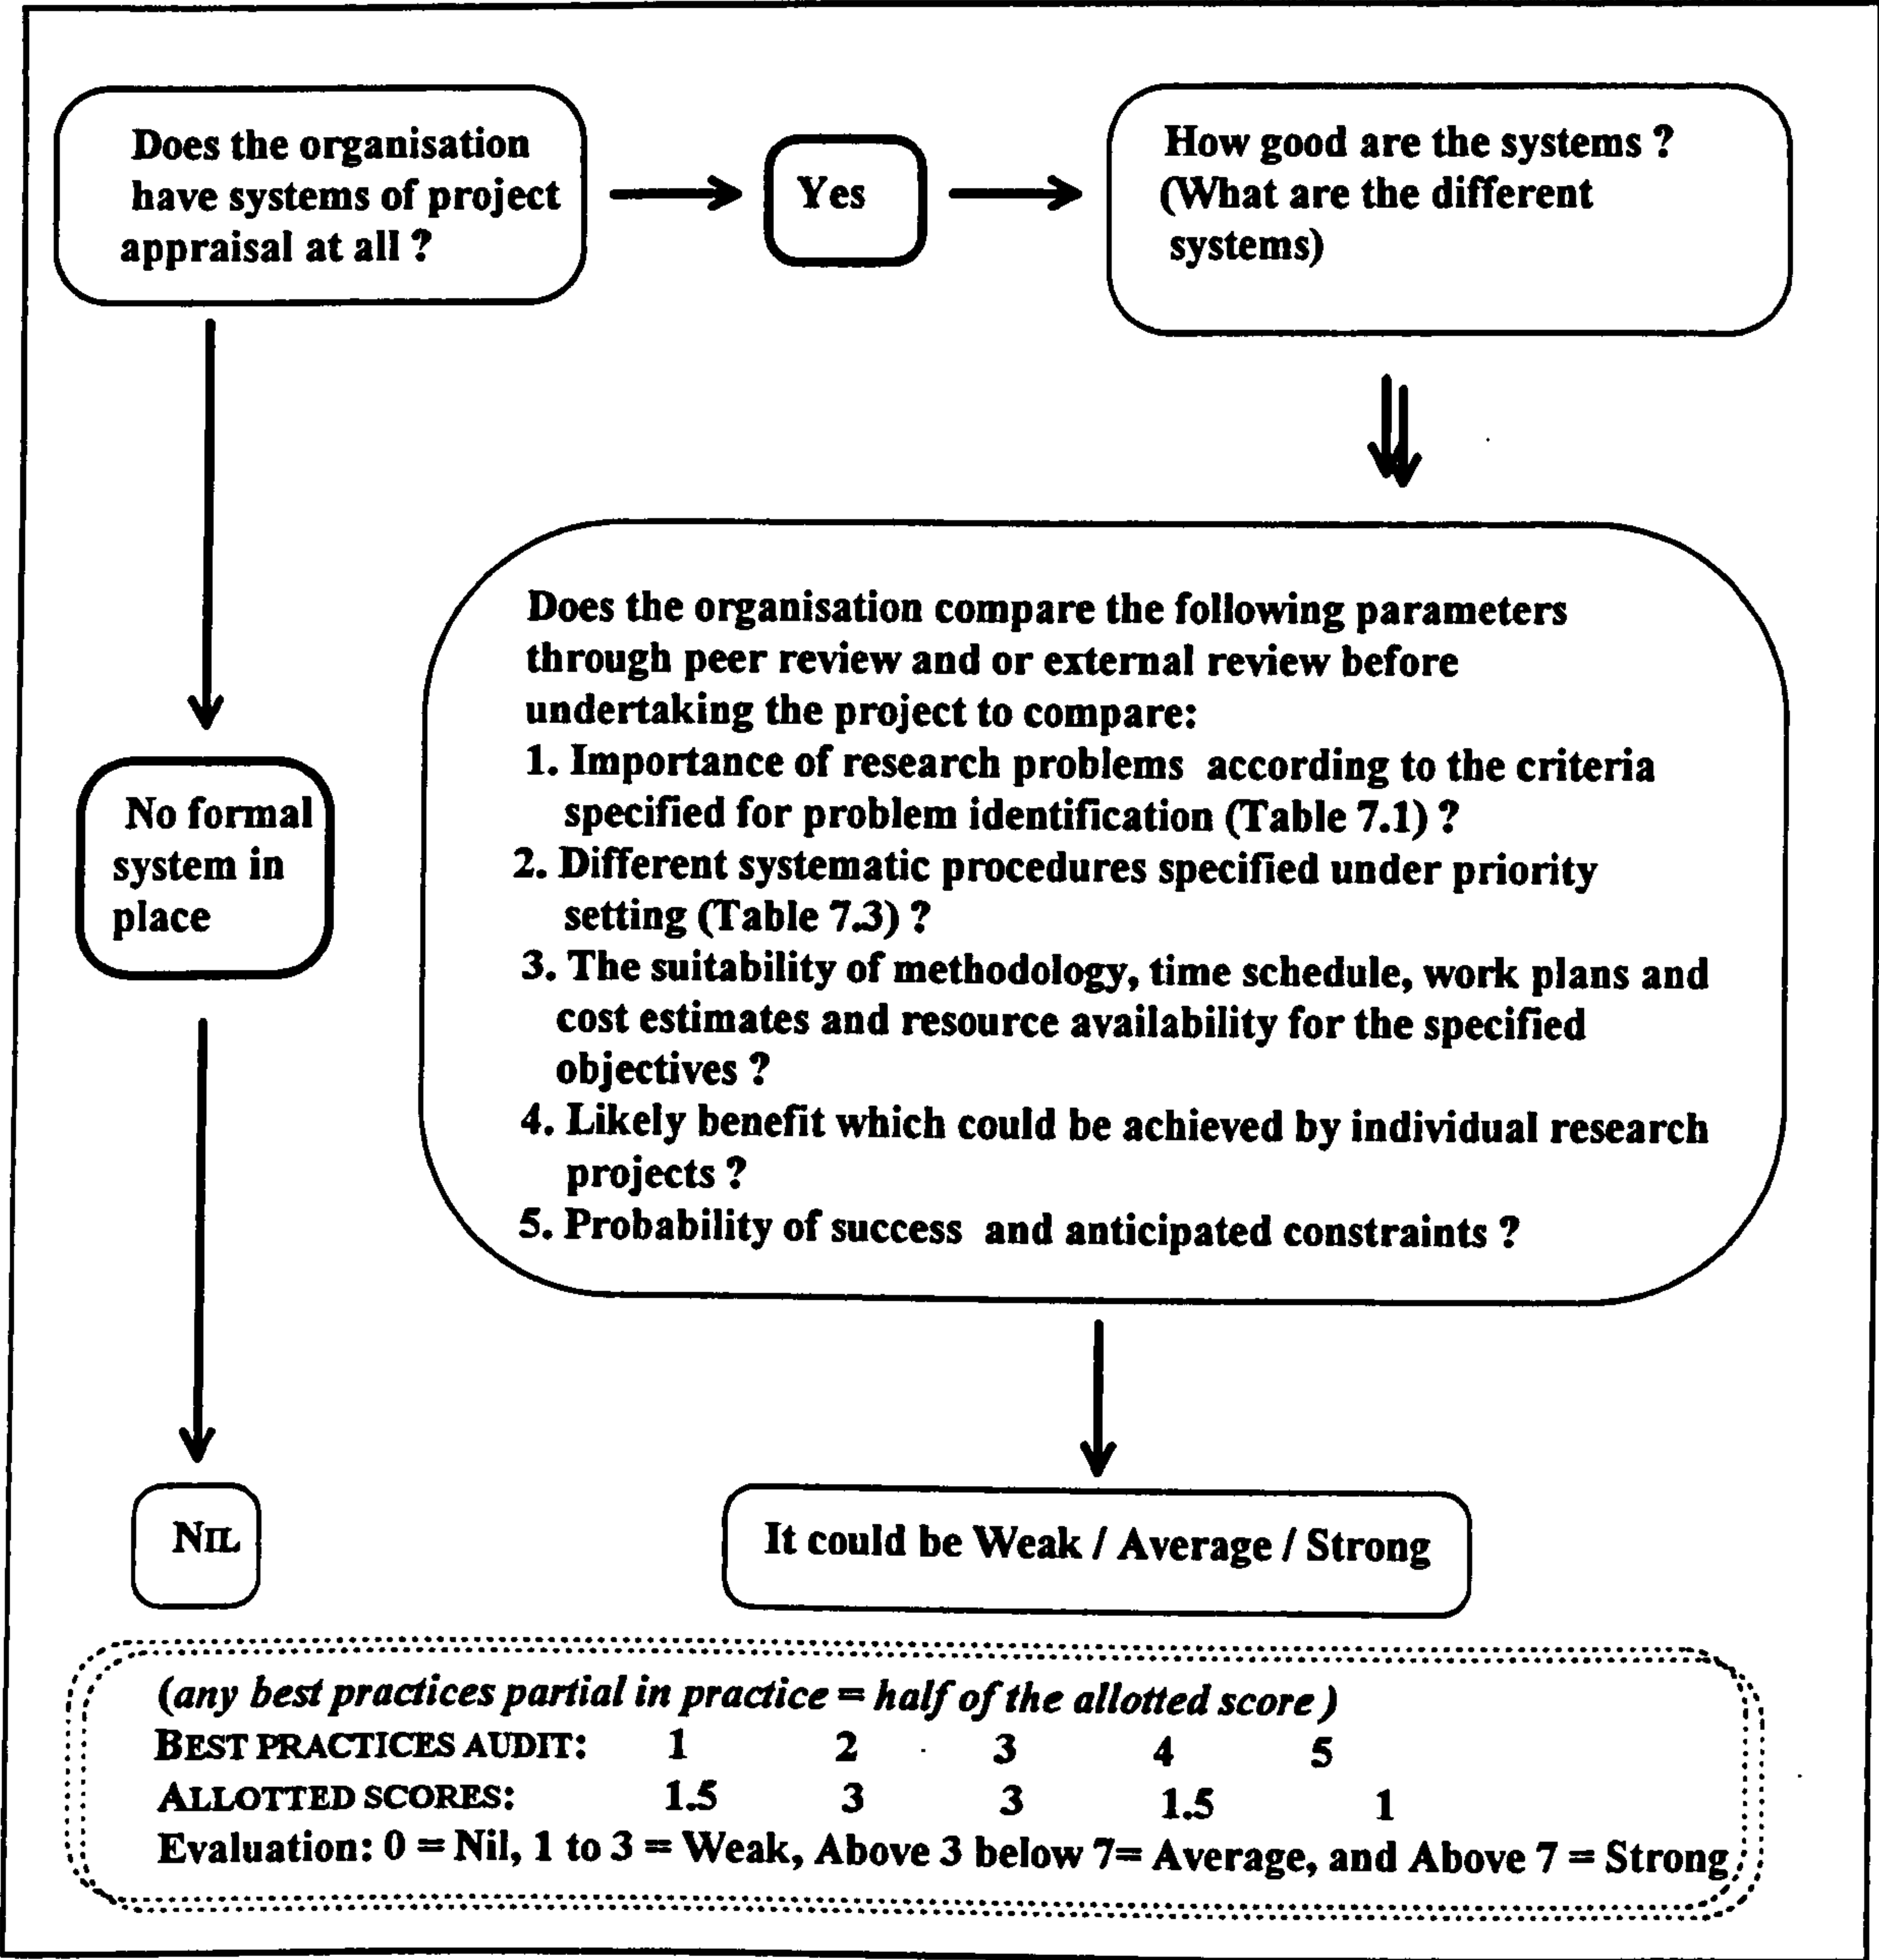 Does the organisation
have systems of project
appraisal at all ?
Yes
How good are the systems ?
(What are the different
systems)
Does the organisation compare the following parameters
through peer review and or external review before
undertaking the project to compare:
1. Importance of research problems according to the criteria
specified for problem identification (Table 7.1) ?
2. Different systematic procedures specified under priority
setting (Table 7.3) ?
3. The suitability of methodology, time schedule, work plans and
cost estimates and resource availability for the specified
objectives ?
4. Likely benefit which could be achieved by individual research
projects ?
5. Probability of success and anticipated constraints ?
No formal
system in
place
NIL
It could be Weak / Average / Strong
(any best practices partial in practice = half of the allotted score )
BEST PRACTICES AUDIT: 1 2 3 4 5
ALLOTTED SCORES: 1.5 3 3 1.5 1
Evaluation: 0 = Nil, 1 to 3 = Weak, Above 3 below 7= Average, and Above 7 = Strong